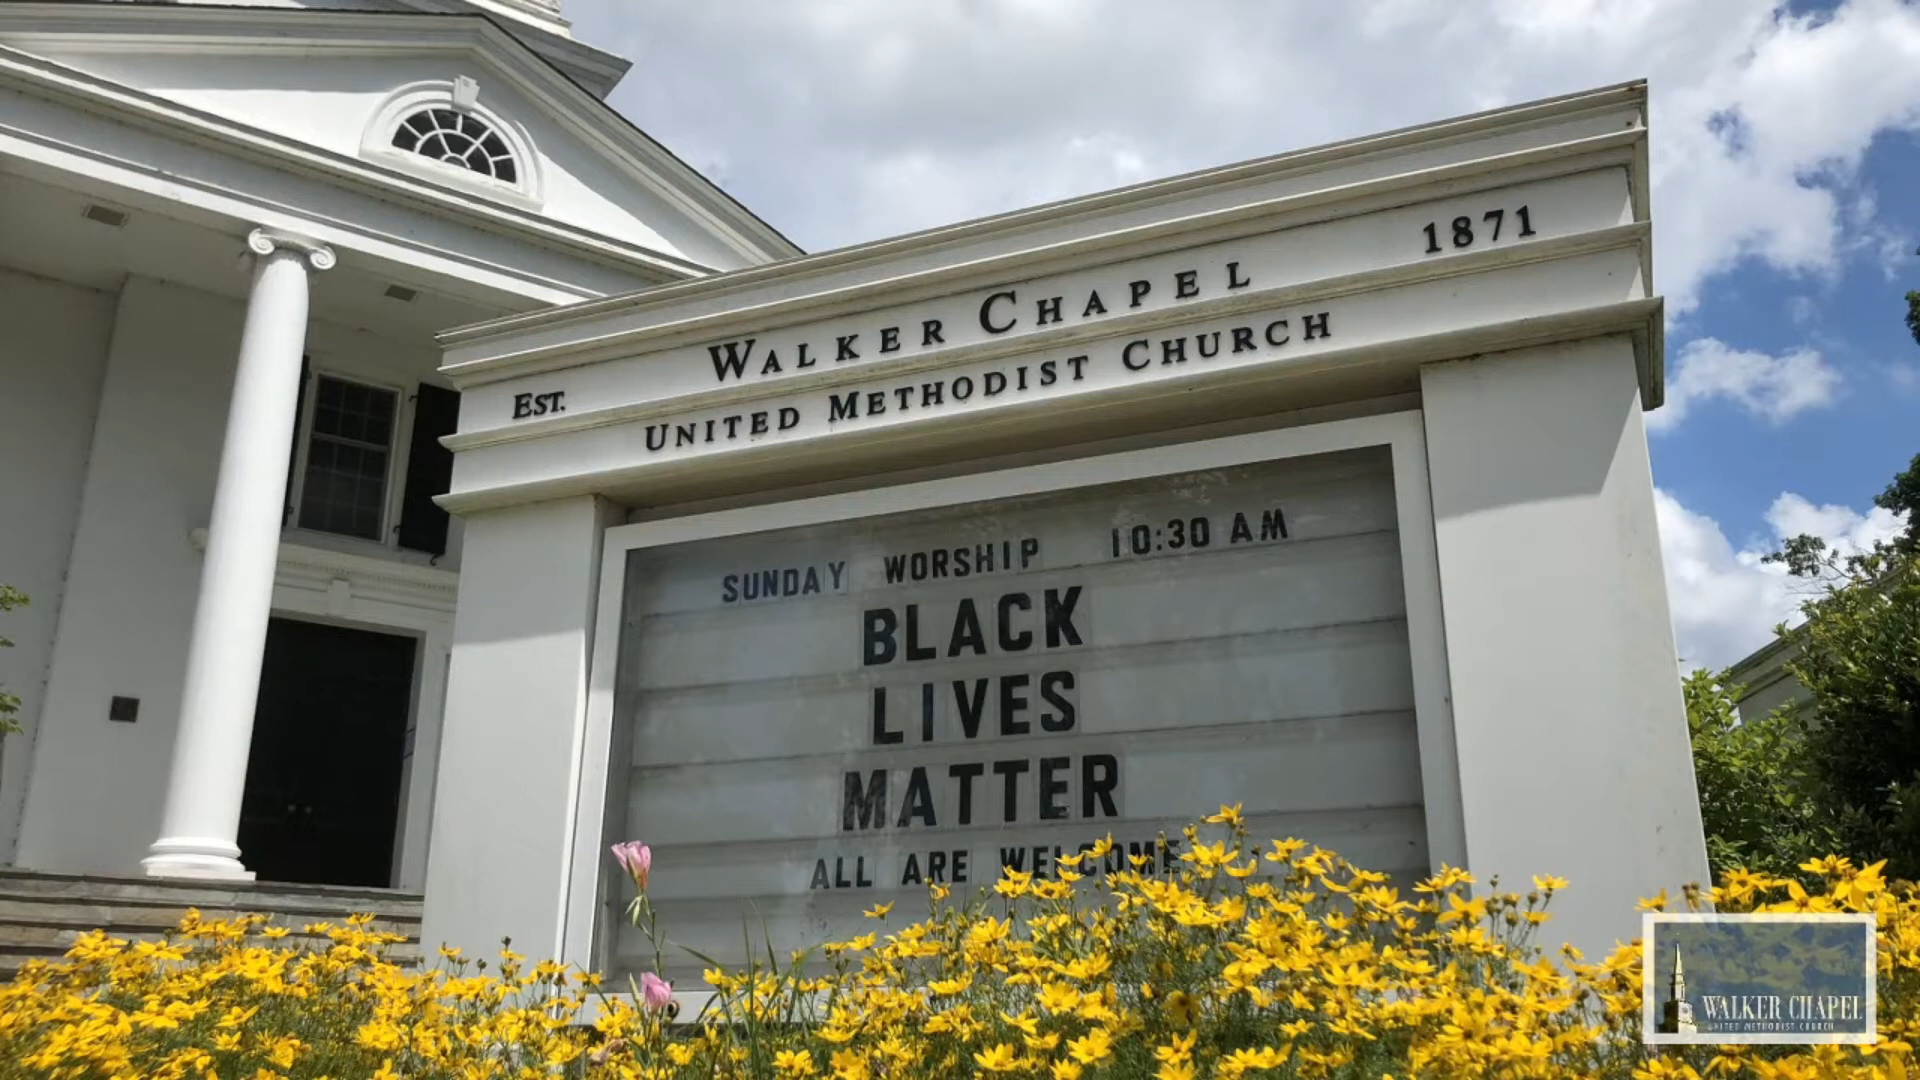 WALKER CHAPEL
EST. 1871
UNITED METHODIST CHURCH
SUNDAY WORSHIP 10:30 AM
BLACK
LIVES
MATTER
ALL ARE WELCOME
WALKER CHAPEL
UNITED METHODIST CHURCH